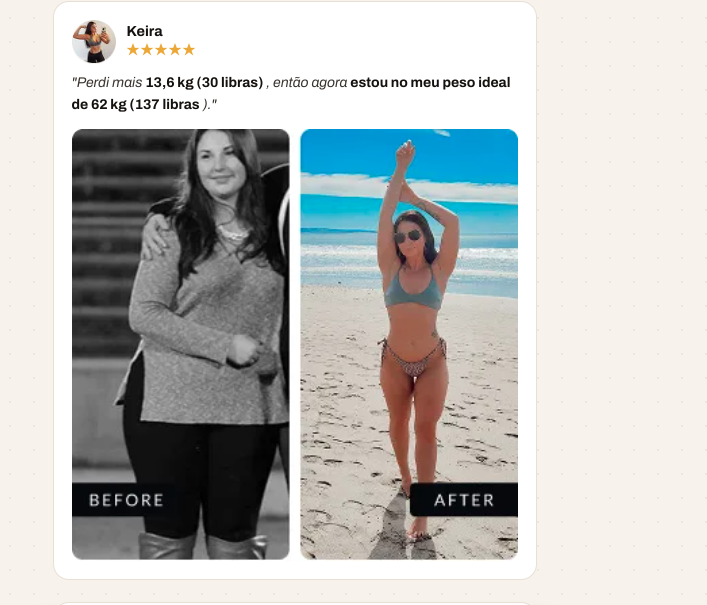 Keira
"Perdi mais 13,6 kg (30 libras) , então agora estou no meu peso ideal
de 62 kg (137 libras )."
BEFORE
AFTER